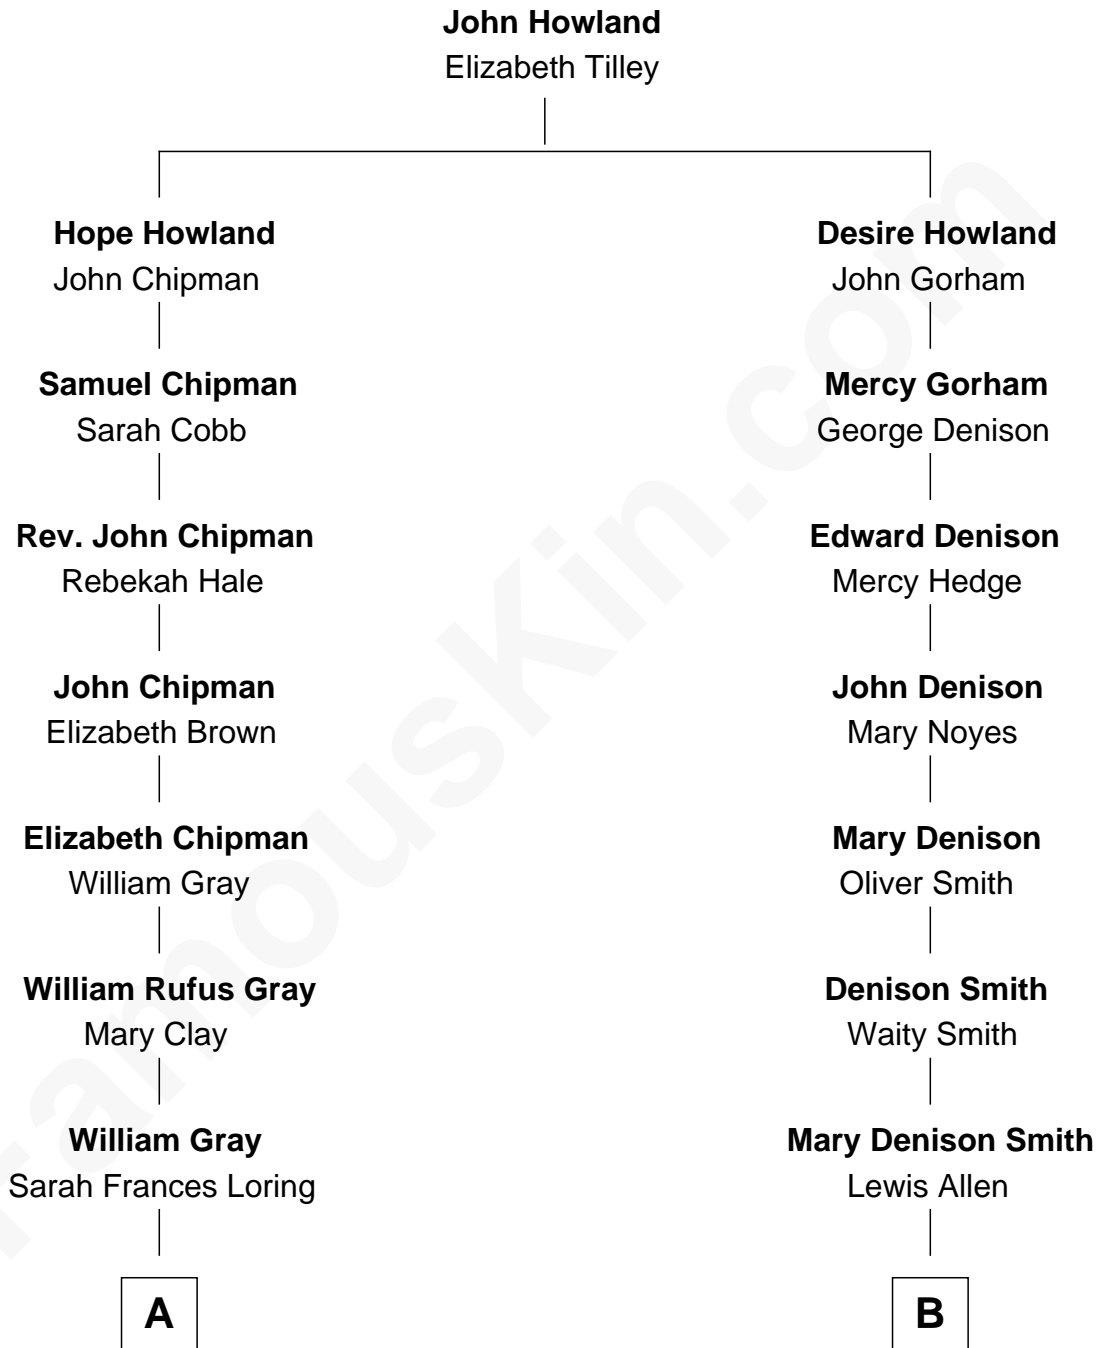 John Howland
Elizabeth Tilley
Hope Howland
John Chipman
Desire Howland
John Gorham
Samuel Chipman
Sarah Cobb
Mercy Gorham
George Denison
Rev. John Chipman
Rebekah Hale
Edward Denison
Mercy Hedge
John Chipman
Elizabeth Brown
John Denison
Mary Noyes
Elizabeth Chipman
William Gray
Mary Denison
Oliver Smith
William Rufus Gray
Mary Clay
Denison Smith
Waity Smith
William Gray
Sarah Frances Loring
Mary Denison Smith
Lewis Allen
A
B
famouskin.com